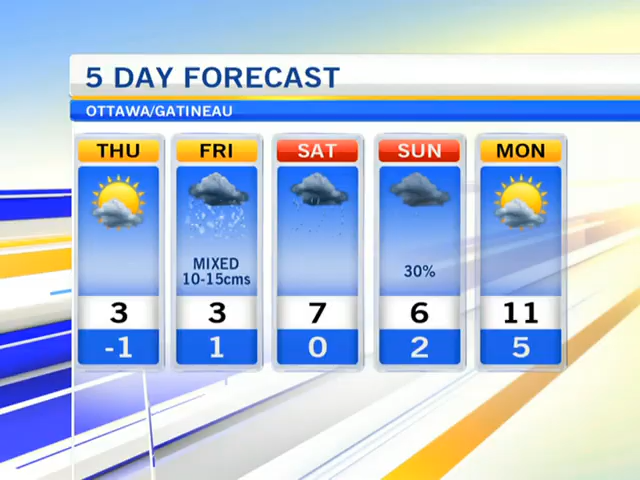 5 DAY FORECAST
OTTAWA/GATINEAU
THU FRI SAT SUN MON
MIXED
10-15cms
30%
3 3 7 6 11
-1 1 0 2 5